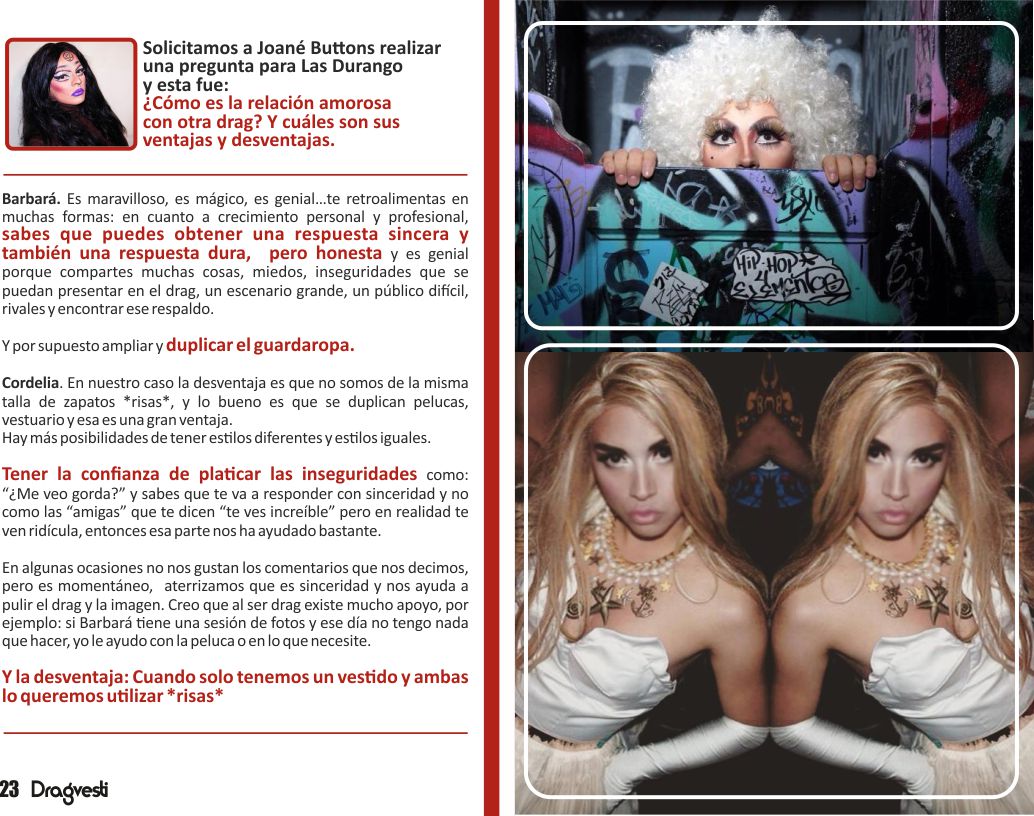 Solicitamos a Joané Buttons realizar
una pregunta para Las Durango
y esta fue:
¿Cómo es la relación amorosa
con otra drag? Y cuáles son sus
ventajas y desventajas.
Barbará. Es maravilloso, es mágico, es genial...te retroalimentas en
muchas formas: en cuanto a crecimiento personal y profesional,
sabes que puedes obtener una respuesta sincera y
también una respuesta dura, pero honesta y es genial
porque compartes muchas cosas, miedos, inseguridades que se
puedan presentar en el drag, un escenario grande, un público difícil,
rivales y encontrar ese respaldo.
Y por supuesto ampliar y duplicar el guardaropa.
Cordelia. En nuestro caso la desventaja es que no somos de la misma
talla de zapatos *risas*, y lo bueno es que se duplican pelucas,
vestuario y esa es una gran ventaja.
Hay más posibilidades de tener estilos diferentes y estilos iguales.
Tener la confianza de platicar las inseguridades como:
“¿Me veo gorda?” y sabes que te va a responder con sinceridad y no
como las “amigas” que te dicen “te ves increíble” pero en realidad te
ven ridícula, entonces esa parte nos ha ayudado bastante.
En algunas ocasiones no nos gustan los comentarios que nos decimos,
pero es momentáneo, aterrizamos que es sinceridad y nos ayuda a
pulir el drag y la imagen. Creo que al ser drag existe mucho apoyo, por
ejemplo: si Barbará tiene una sesión de fotos y ese día no tengo nada
que hacer, yo le ayudo con la peluca o en lo que necesite.
Y la desventaja: Cuando solo tenemos un vestido y ambas
lo queremos utilizar *risas*
23 Dragvesti
HIP HOP
ELEMENTOS